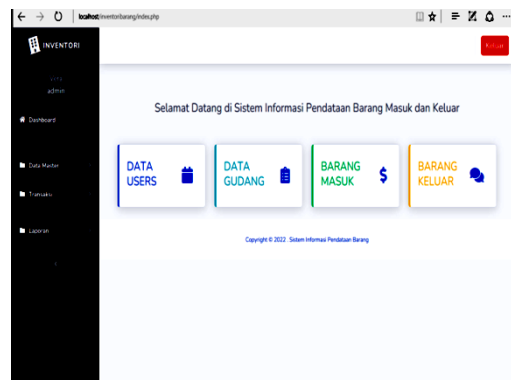 localhost/inventoribarang/index.php
INVENTORI
Keluar
admin
Selamat Datang di Sistem Informasi Pendataan Barang Masuk dan Keluar
Dashboard
DATA USERS
DATA GUDANG
BARANG MASUK
$
BARANG KELUAR
Data Master
Transaksi
Laporan
Copyright © 2022 . Sistem Informasi Pendataan Barang